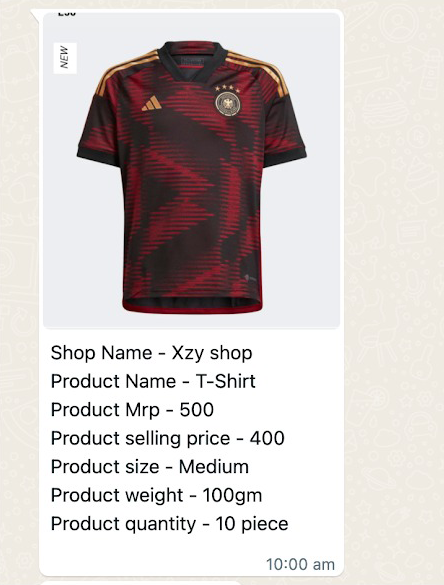 NEW
Shop Name - Xzy shop
Product Name - T-Shirt
Product Mrp - 500
Product selling price - 400
Product size - Medium
Product weight - 100gm
Product quantity - 10 piece
10:00 am